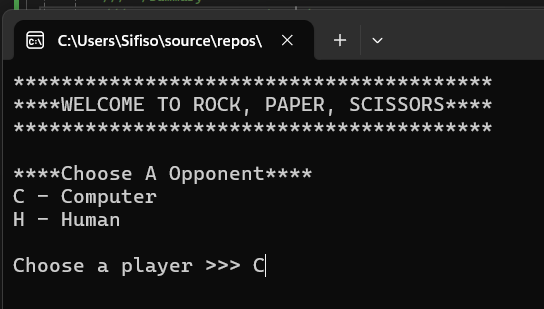 C:\Users\Sifiso\source\repos\
****************************************
****WELCOME TO ROCK, PAPER, SCISSORS****
****************************************
****Choose A Opponent****
C - Computer
H - Human
Choose a player >>> C